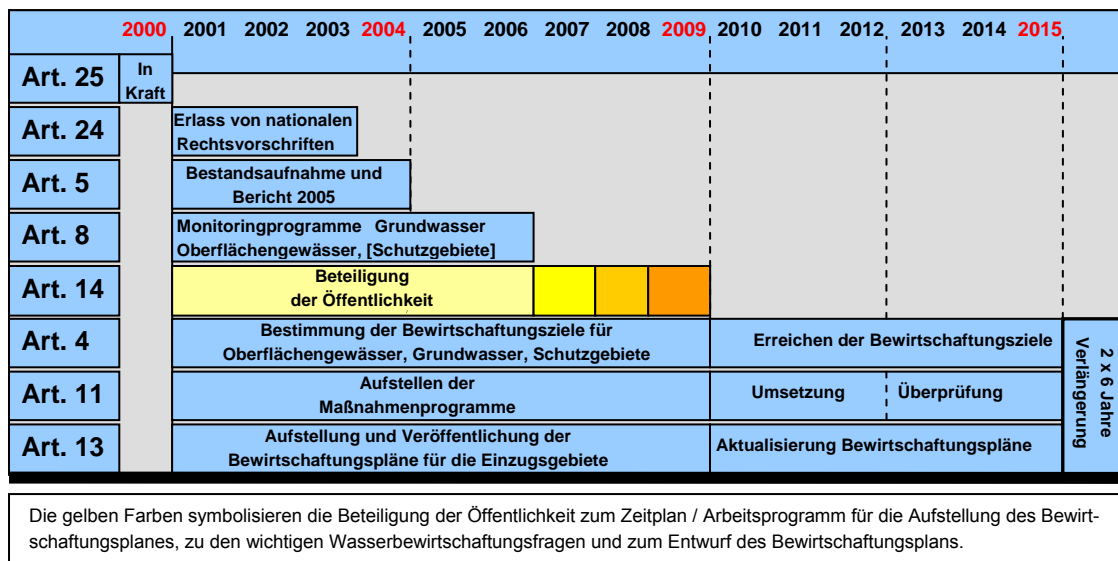 2000 2001 2002 2003 2004 2005 2006 2007 2008 2009 2010 2011 2012 2013 2014 2015
Art. 25
In
Kraft
Art. 24
Erlass von nationalen
Rechtsvorschriften
Art. 5
Bestandsaufnahme und
Bericht 2005
Art. 8
Monitoringprogramme Grundwasser
Oberflächengewässer, [Schutzgebiete]
Art. 14
Beteiligung
der Öffentlichkeit
Art. 4
Bestimmung der Bewirtschaftungsziele für
Oberflächengewässer, Grundwasser, Schutzgebiete
Erreichen der Bewirtschaftungsziele
Art. 11
Aufstellen der
Maßnahmenprogramme
Umsetzung
Überprüfung
Art. 13
Aufstellung und Veröffentlichung der
Bewirtschaftungspläne für die Einzugsgebiete
Aktualisierung Bewirtschaftungspläne
2 x 6 Jahre
Verlängerung
Die gelben Farben symbolisieren die Beteiligung der Öffentlichkeit zum Zeitplan / Arbeitsprogramm für die Aufstellung des Bewirt-
schaftungsplanes, zu den wichtigen Wasserbewirtschaftungsfragen und zum Entwurf des Bewirtschaftungsplans.